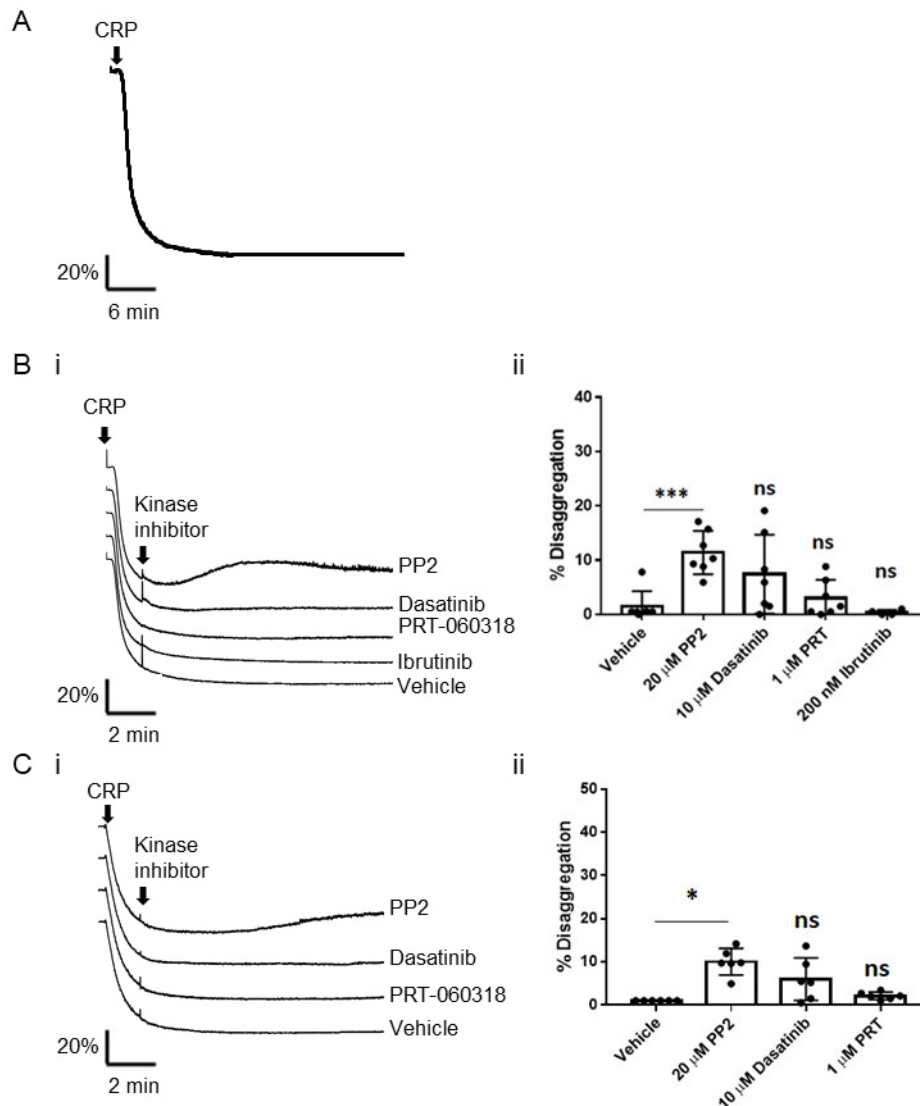 A
CRP
20%
6 min
B i
CRP
Kinase
inhibitor
PP2
Dasatinib
PRT-060318
Ibrutinib
Vehicle
20%
2 min
ii
% Disaggregation
40
30
20
10
0
***
ns
ns
ns
Vehicle
20 μM PP2
10 μM Dasatinib
1 μM PRT
200 nM Ibrutinib
C i
CRP
Kinase
inhibitor
PP2
Dasatinib
PRT-060318
Vehicle
20%
2 min
ii
% Disaggregation
50
40
30
20
10
0
*
ns
ns
Vehicle
20 μM PP2
10 μM Dasatinib
1 μM PRT